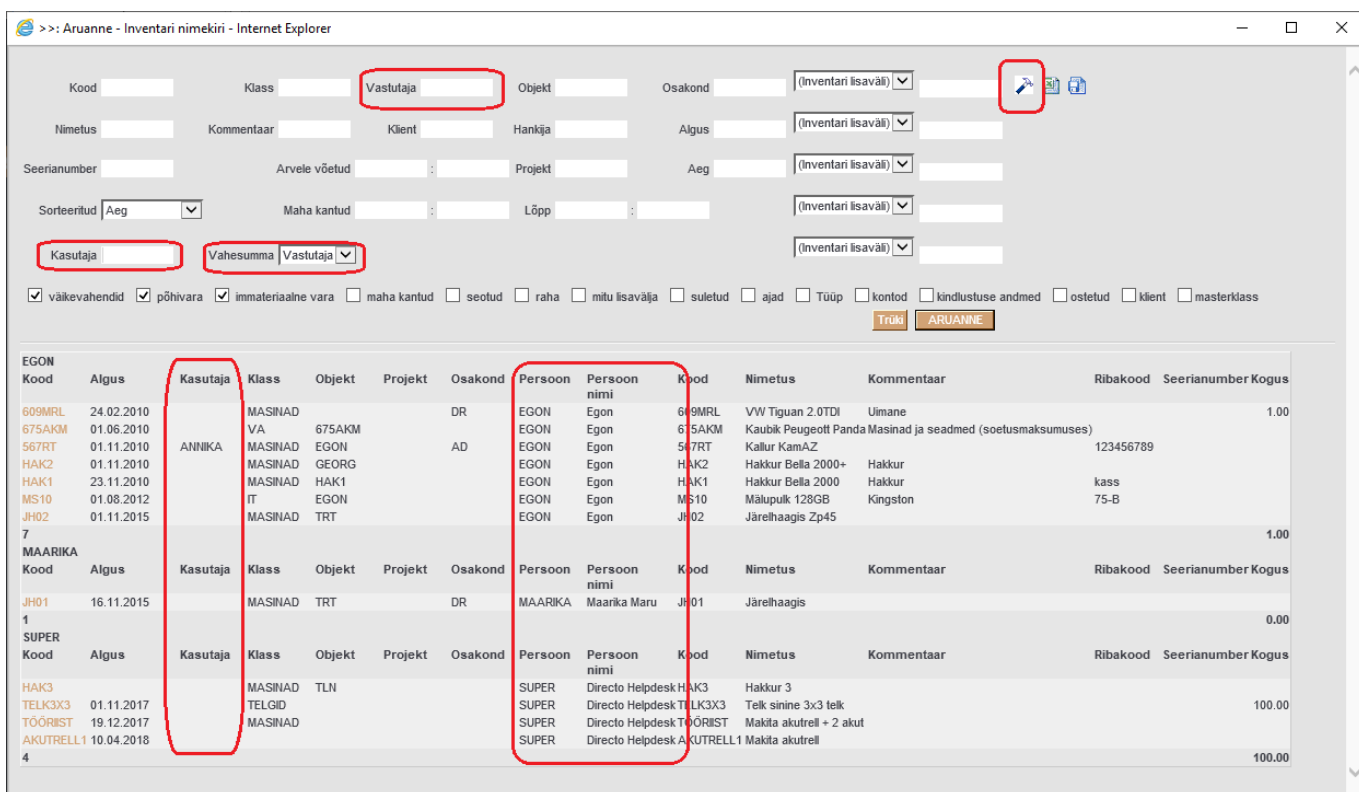 >>: Aruanne - Inventari nimekiri - Internet Explorer
Kood Klass Vastutaja Objekt Osakond (Inventari lisaväli)
Nimetus Kommentaar Klient Hankija Algus (Inventari lisaväli)
Seerianumber Arvele võetud : Projekt Aeg (Inventari lisaväli)
Sorteeritud Aeg Maha kantud : Lõpp : (Inventari lisaväli)
Kasutaja Vahesumma Vastutaja (Inventari lisaväli)
väikevahendid põhivara immateriaalne vara maha kantud seotud raha mitu lisavälja suletud ajad Tüüp kontod kindlustuse andmed ostetud klient masterklass
Trüki ARUANNE
EGON
Kood Algus Kasutaja Klass Objekt Projekt Osakond Persoon Persoon nimi Kood Nimetus Kommentaar Ribakood Seerianumber Kogus
609MRL 24.02.2010 MASINAD DR EGON Egon 609MRL VW Tiguan 2.0TDI Uimane 1.00
675AKM 01.06.2010 VA 675AKM EGON Egon 675AKM Kaubik Peugeott Panda Masinad ja seadmed (soetusmaksumuses)
567RT 01.11.2010 ANNIKA MASINAD EGON AD EGON Egon 567RT Kallur KamAZ 123456789
HAK2 01.11.2010 MASINAD GEORG EGON Egon HAK2 Hakkur Bella 2000+ Hakkur
HAK1 23.11.2010 MASINAD HAK1 EGON Egon HAK1 Hakkur Bella 2000 Hakkur kass
MS10 01.08.2012 IT EGON EGON Egon MS10 Mälupulk 128GB Kingston 75-B
JH02 01.11.2015 MASINAD TRT EGON Egon JH02 Järelhaagis Zp45
7 1.00
MAARIKA
Kood Algus Kasutaja Klass Objekt Projekt Osakond Persoon Persoon nimi Kood Nimetus Kommentaar Ribakood Seerianumber Kogus
JH01 16.11.2015 MASINAD TRT DR MAARIKA Maarika Maru JH01 Järelhaagis
1 0.00
SUPER
Kood Algus Kasutaja Klass Objekt Projekt Osakond Persoon Persoon nimi Kood Nimetus Kommentaar Ribakood Seerianumber Kogus
HAK3 MASINAD TLN SUPER Directo Helpdesk HAK3 Hakkur 3
TELK3X3 01.11.2017 TELGID SUPER Directo Helpdesk TELK3X3 Telk sinine 3x3 telk 100.00
TÖÖRIIST 19.12.2017 MASINAD SUPER Directo Helpdesk TÖÖRIIST Makita akutrell + 2 akut
AKUTRELL1 10.04.2018 SUPER Directo Helpdesk AKUTRELL1 Makita akutrell
4 100.00